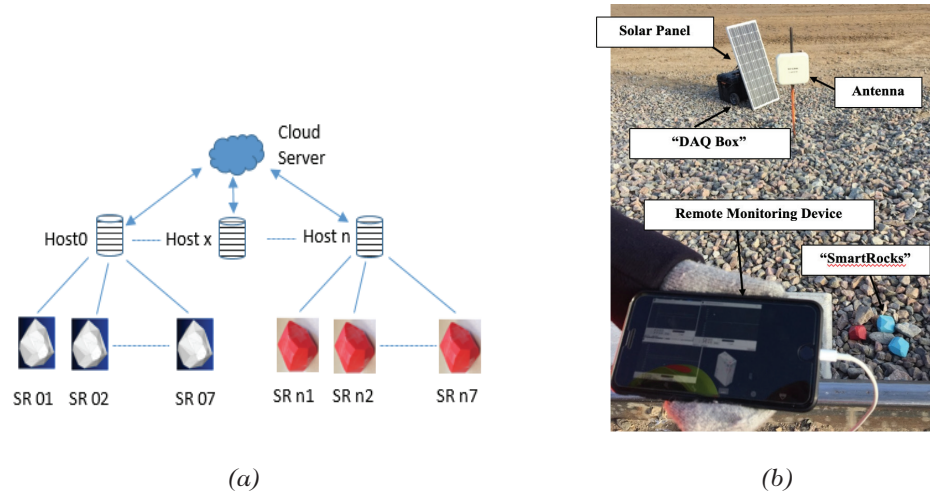 Cloud
Server
Host0
Host x
Host n
SR 01
SR 02
SR 07
SR n1
SR n2
SR n7
(a)
Solar Panel
Antenna
“DAQ Box”
Remote Monitoring Device
“SmartRocks”
(b)